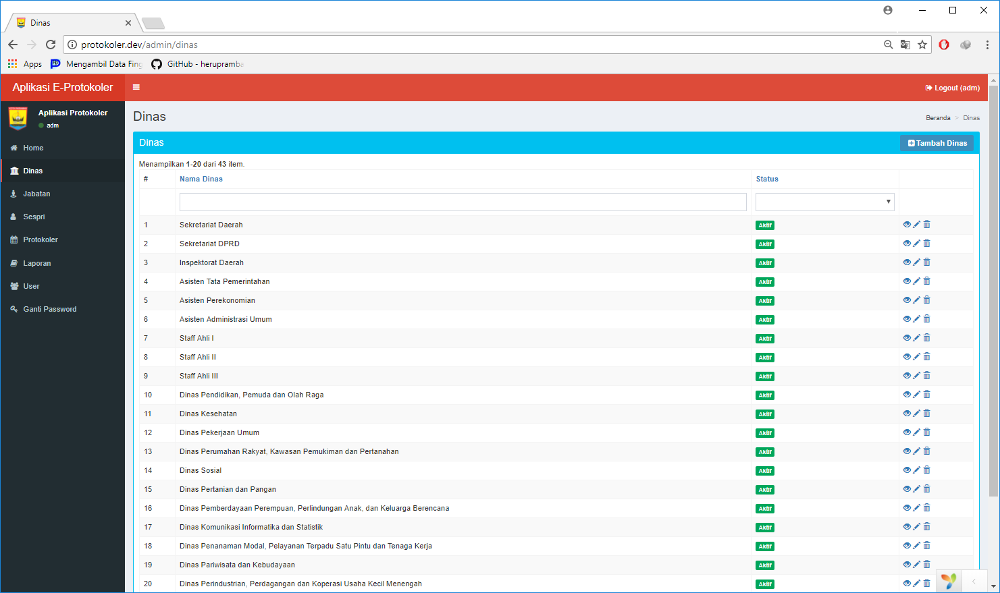 Dinas
protokoler.dev/admin/dinas
Apps Mengambil Data Fing GitHub - herupramba
Aplikasi E-Protokoler Logout (adm)
Aplikasi Protokoler
adm
Home
Dinas
Jabatan
Sespri
Protokoler
Laporan
User
Ganti Password
Dinas Beranda > Dinas
Dinas Tambah Dinas
Menampilkan 1-20 dari 43 item.
# Nama Dinas Status
1 Sekretariat Daerah Aktif
2 Sekretariat DPRD Aktif
3 Inspektorat Daerah Aktif
4 Asisten Tata Pemerintahan Aktif
5 Asisten Perekonomian Aktif
6 Asisten Administrasi Umum Aktif
7 Staff Ahli I Aktif
8 Staff Ahli II Aktif
9 Staff Ahli III Aktif
10 Dinas Pendidikan, Pemuda dan Olah Raga Aktif
11 Dinas Kesehatan Aktif
12 Dinas Pekerjaan Umum Aktif
13 Dinas Perumahan Rakyat, Kawasan Pemukiman dan Pertanahan Aktif
14 Dinas Sosial Aktif
15 Dinas Pertanian dan Pangan Aktif
16 Dinas Pemberdayaan Perempuan, Perlindungan Anak, dan Keluarga Berencana Aktif
17 Dinas Komunikasi Informatika dan Statistik Aktif
18 Dinas Penanaman Modal, Pelayanan Terpadu Satu Pintu dan Tenaga Kerja Aktif
19 Dinas Pariwisata dan Kebudayaan Aktif
20 Dinas Perindustrian, Perdagangan dan Koperasi Usaha Kecil Menengah Aktif